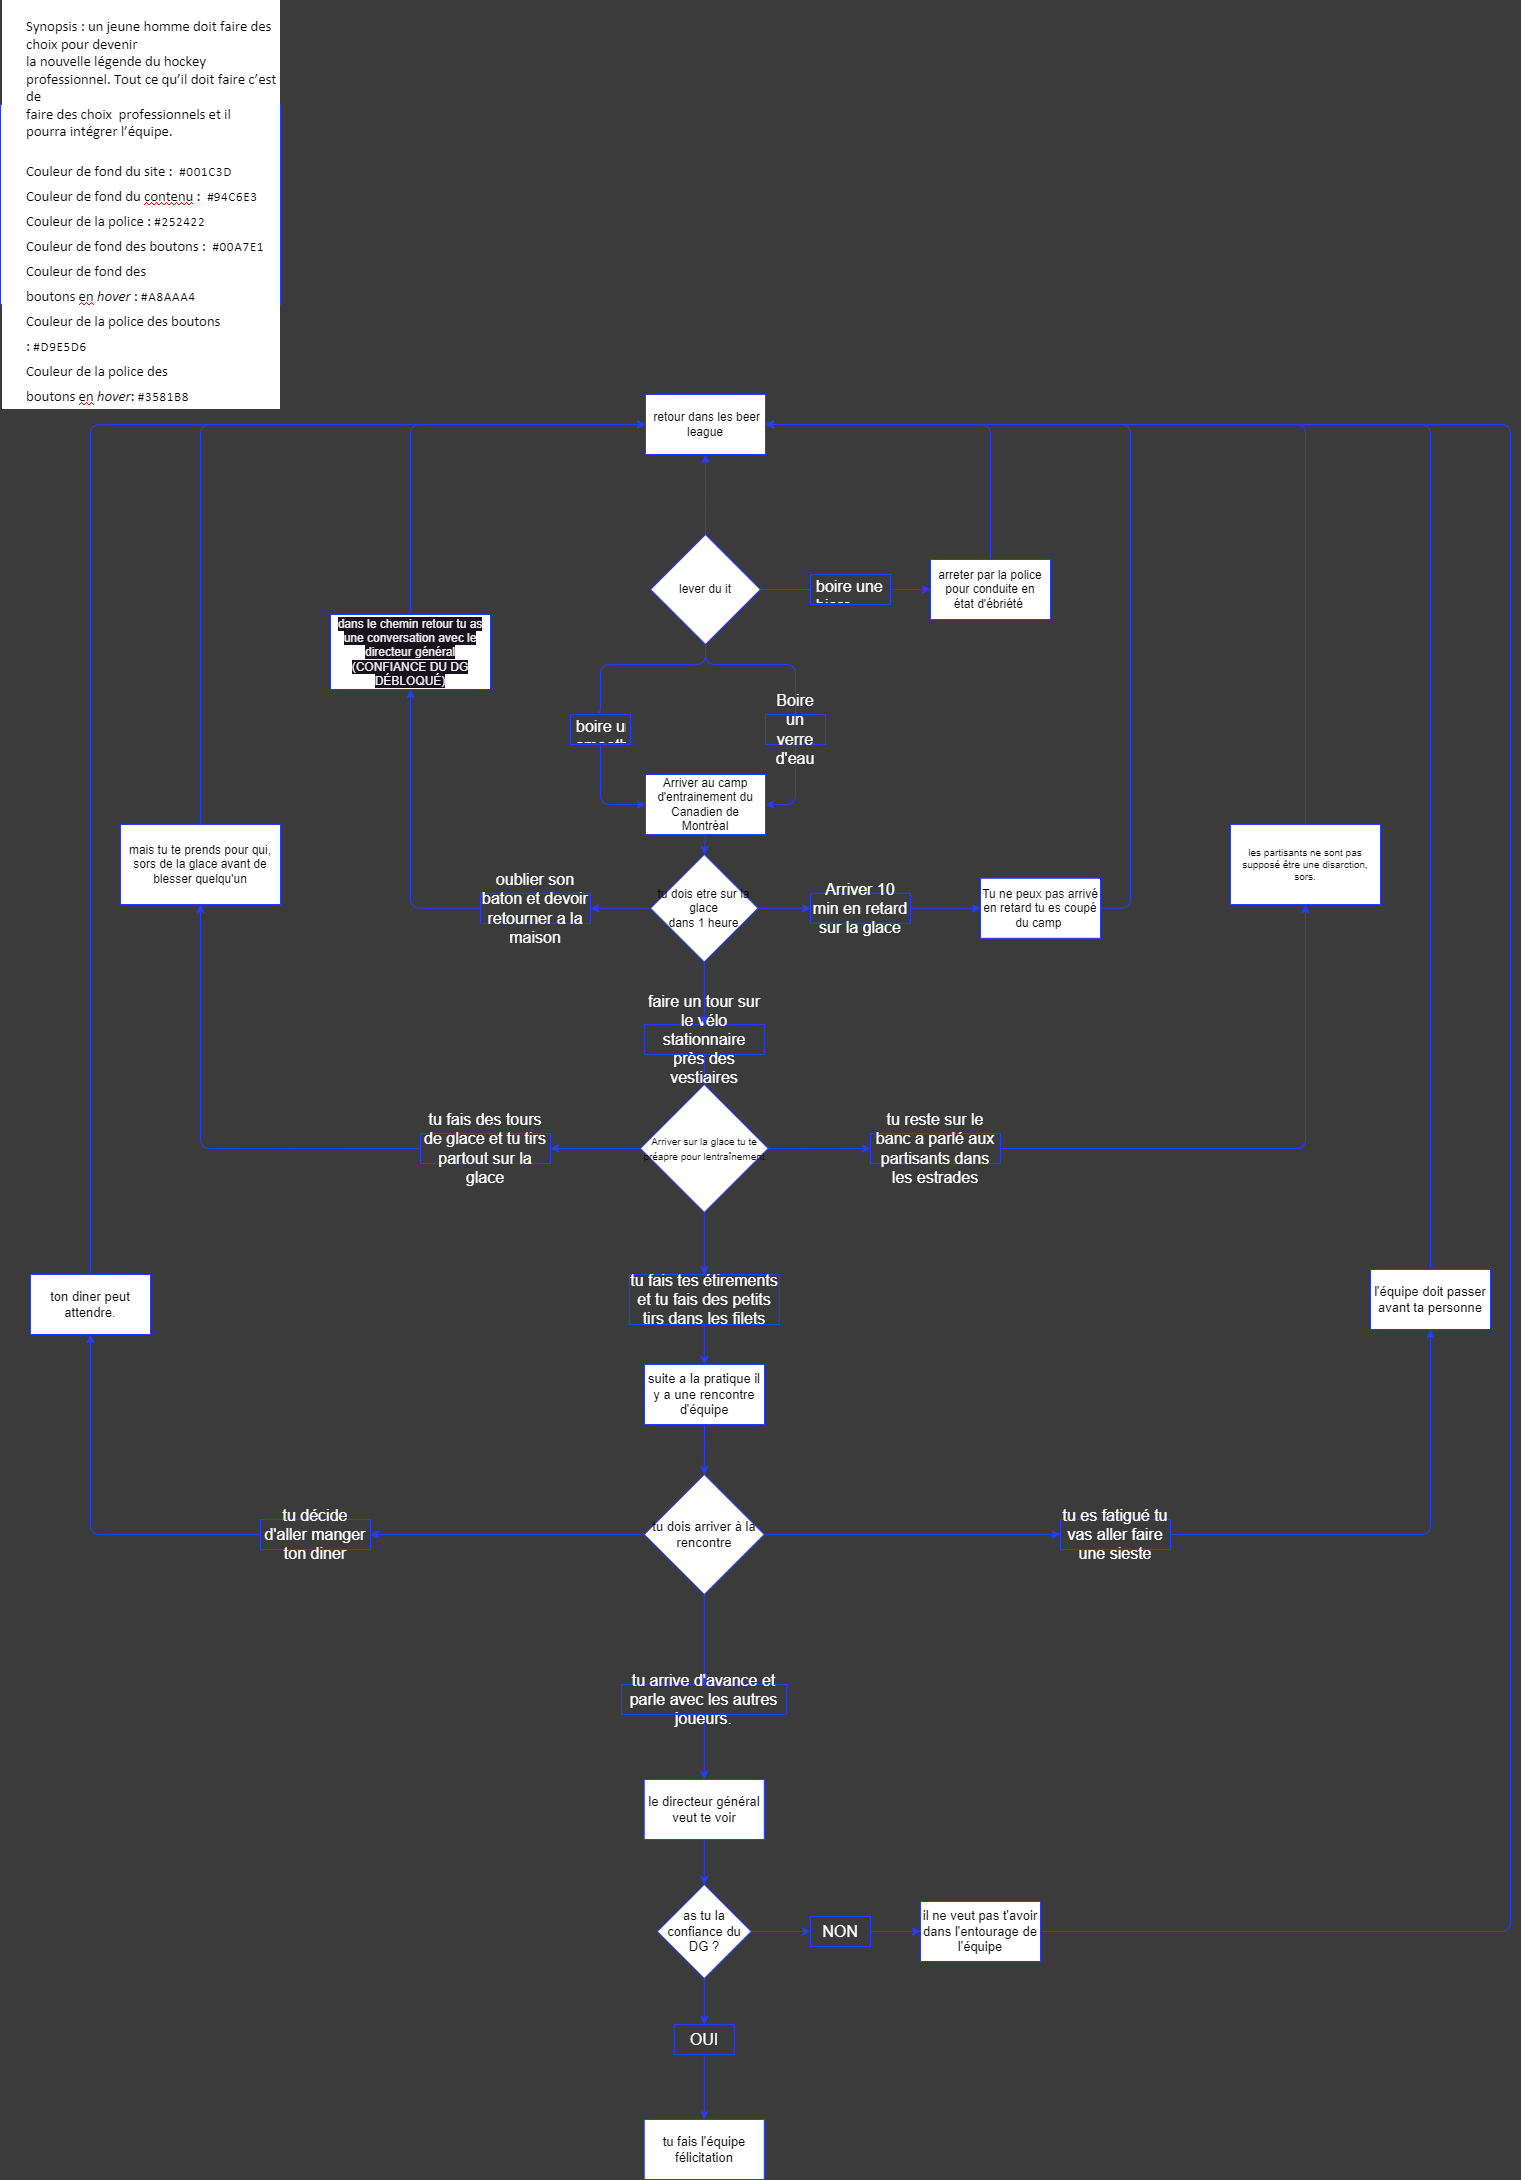 Synopsis : un jeune homme doit faire des
choix pour devenir
la nouvelle légende du hockey
professionnel. Tout ce qu’il doit faire c’est
de
faire des choix  professionnels et il
pourra intégrer l’équipe.
Couleur de fond du site :  #001C3D
Couleur de fond du contenu :  #94C6E3
Couleur de la police : #252422
Couleur de fond des boutons :  #00A7E1
Couleur de fond des
boutons en hover : #A8AAA4
Couleur de la police des boutons
: #D9E5D6
Couleur de la police des
boutons en hover: #3581B8
retour dans les beer
league
lever du it
boire une
arreter par la police
pour conduite en
état d'ébriété
dans le chemin retour tu as
une conversation avec le
directeur général
(CONFIANCE DU DG
DÉBLOQUÉ)
boire u
Boire
un
verre
d'eau
Arriver au camp
d'entrainement du
Canadien de
Montréal
mais tu te prends pour qui,
sors de la glace avant de
blesser quelqu'un
les partisants ne sont pas
supposé être une disarction,
sors.
oublier son
baton et devoir
retourner a la
maison
tu dois etre sur la
glace
dans 1 heure
Arriver 10
min en retard
sur la glace
Tu ne peux pas arrivé
en retard tu es coupé
du camp
faire un tour sur
le vélo
stationnaire
près des
vestiaires
tu fais des tours
de glace et tu tirs
partout sur la
glace
Arriver sur la glace tu te
préapre pour lentraînement
tu reste sur le
banc a parlé aux
partisants dans
les estrades
ton diner peut
attendre.
tu fais tes étirements
et tu fais des petits
tirs dans les filets
l'équipe doit passer
avant ta personne
suite a la pratique il
y a une rencontre
d'équipe
tu décide
d'aller manger
ton diner
tu dois arriver à la
rencontre
tu es fatigué tu
vas aller faire
une sieste
tu arrive d'avance et
parle avec les autres
joueurs.
le directeur général
veut te voir
as tu la
confiance du
DG ?
NON
il ne veut pas t'avoir
dans l'entourage de
l'équipe
OUI
tu fais l'équipe
félicitation